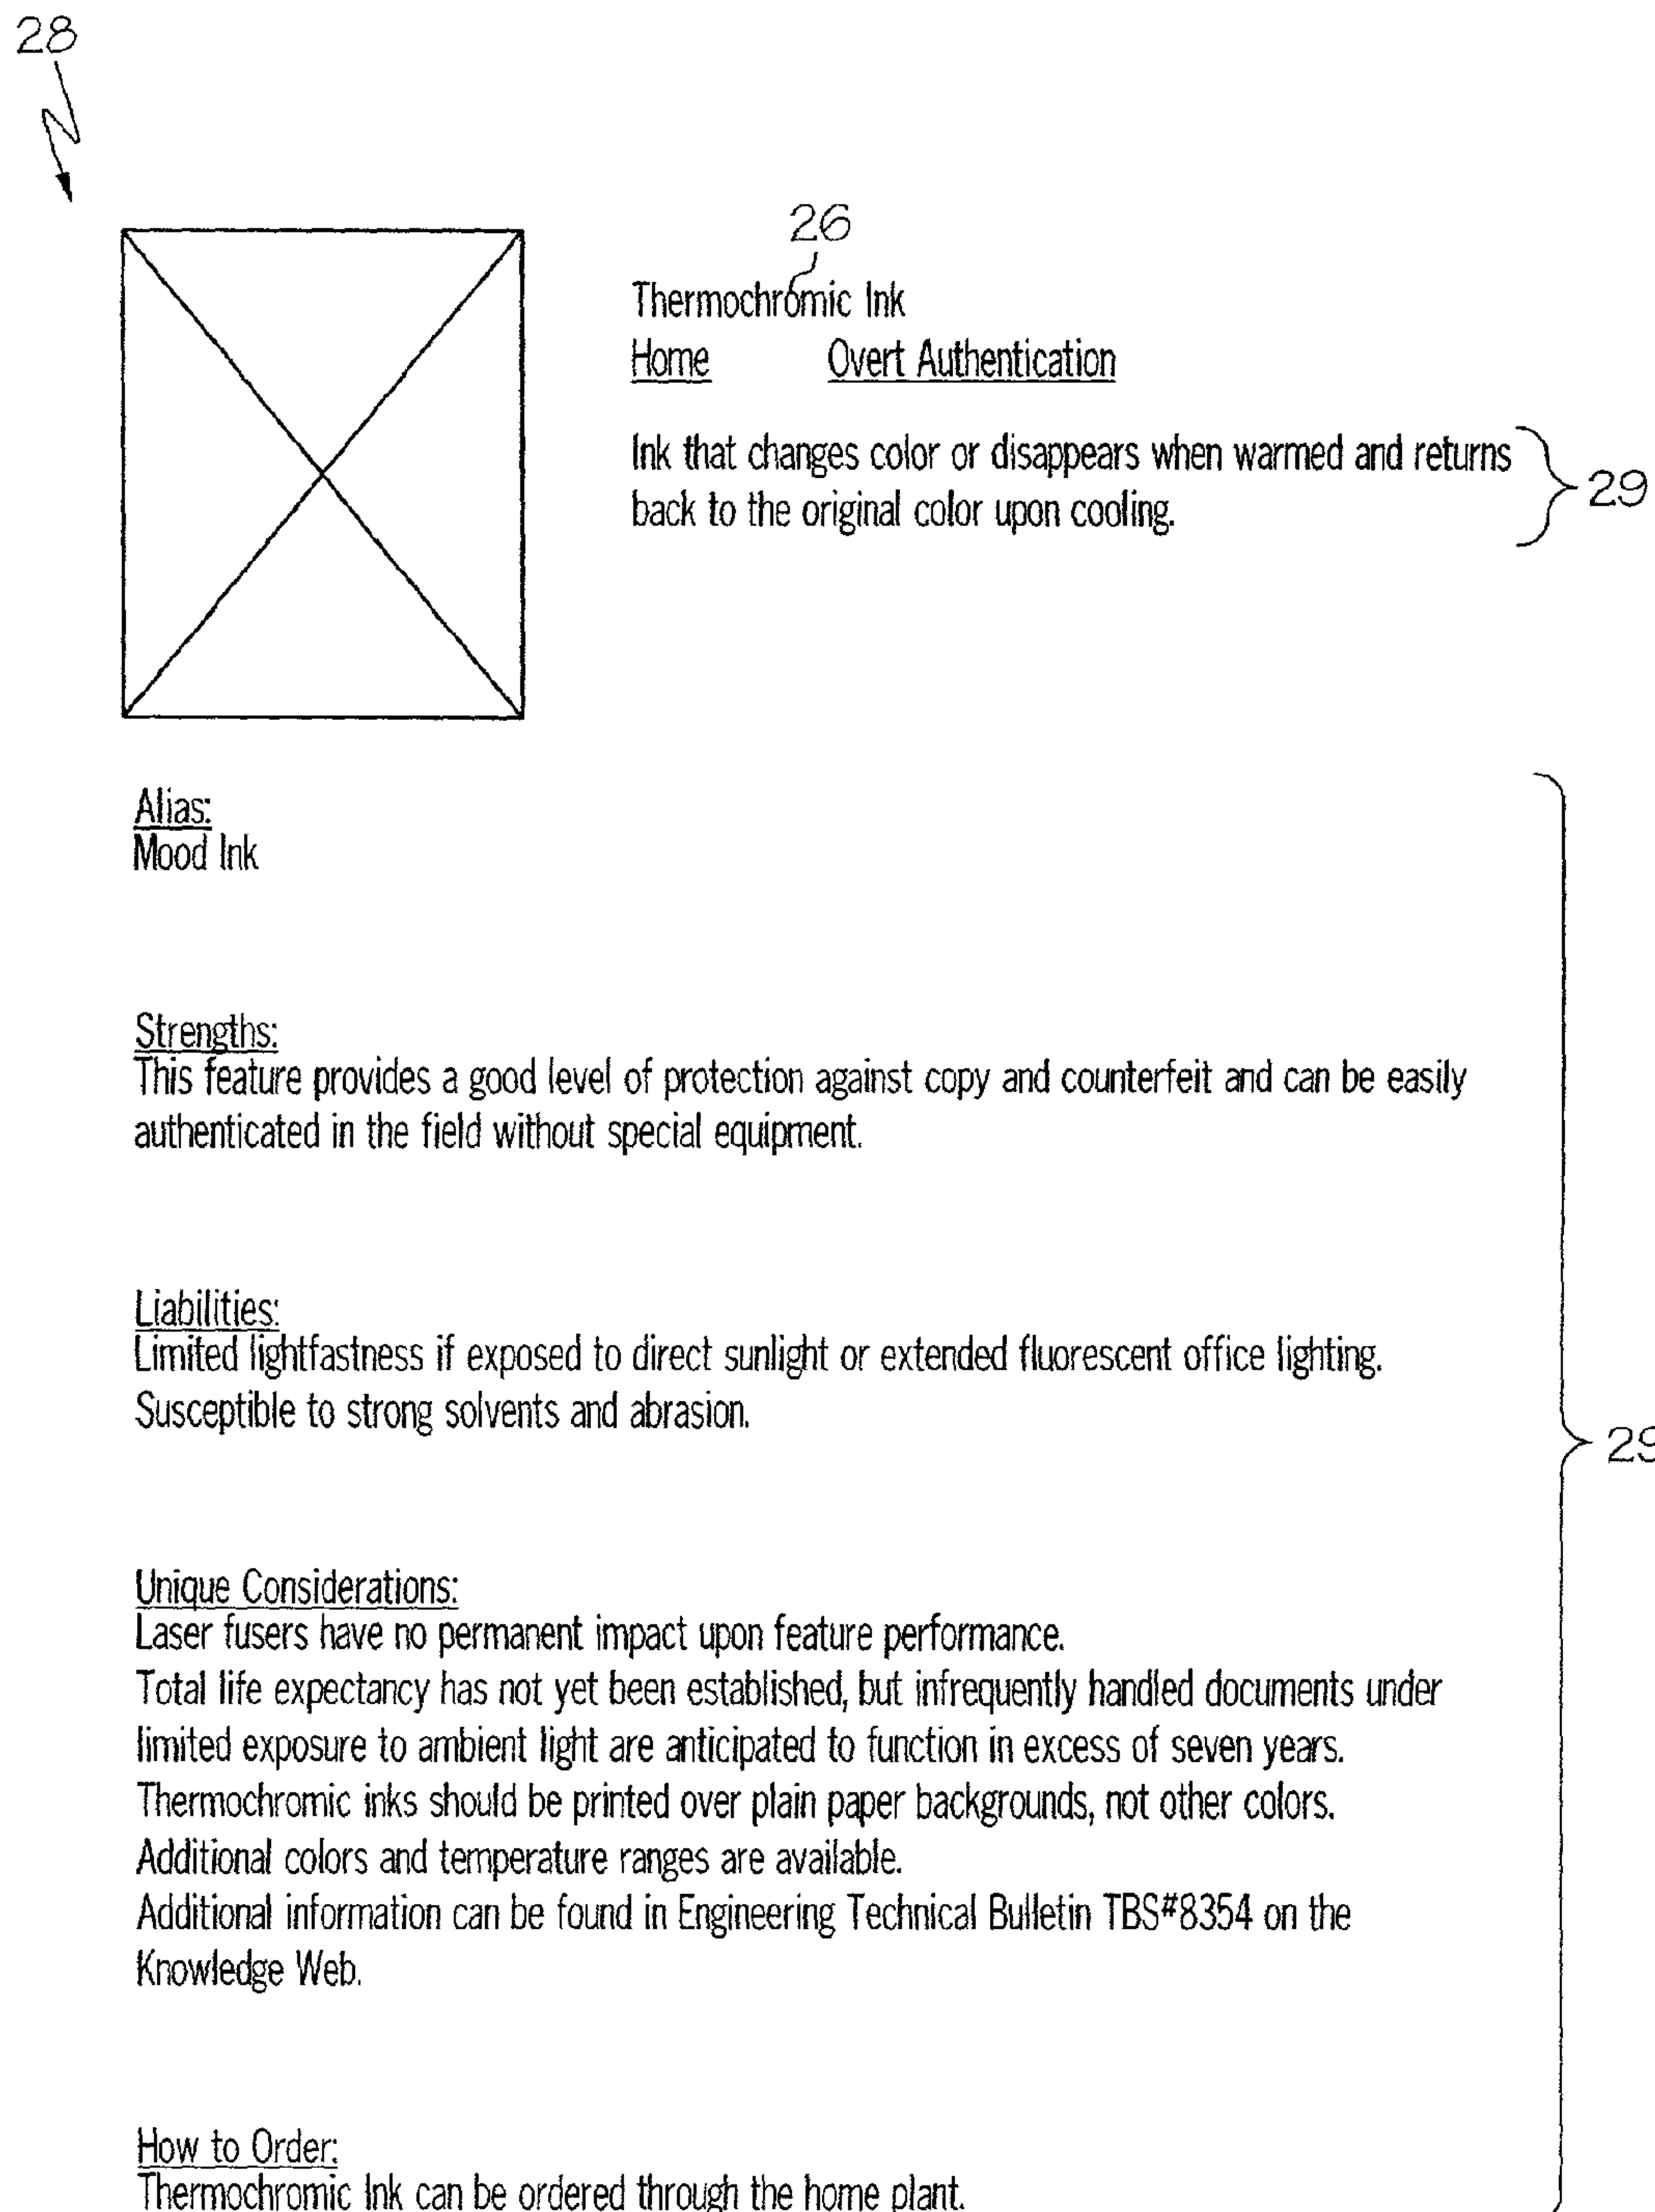 28
26
Thermochromic Ink
Home Overt Authentication
Ink that changes color or disappears when warmed and returns
back to the original color upon cooling.
29
Alias:
Mood Ink
Strengths:
This feature provides a good level of protection against copy and counterfeit and can be easily
authenticated in the field without special equipment.
Liabilities:
Limited lightfastness if exposed to direct sunlight or extended fluorescent office lighting.
Susceptible to strong solvents and abrasion.
29
Unique Considerations:
Laser fusers have no permanent impact upon feature performance.
Total life expectancy has not yet been established, but infrequently handled documents under
limited exposure to ambient light are anticipated to function in excess of seven years.
Thermochromic inks should be printed over plain paper backgrounds, not other colors.
Additional colors and temperature ranges are available.
Additional information can be found in Engineering Technical Bulletin TBS#8354 on the
Knowledge Web.
How to Order:
Thermochromic Ink can be ordered through the home plant.